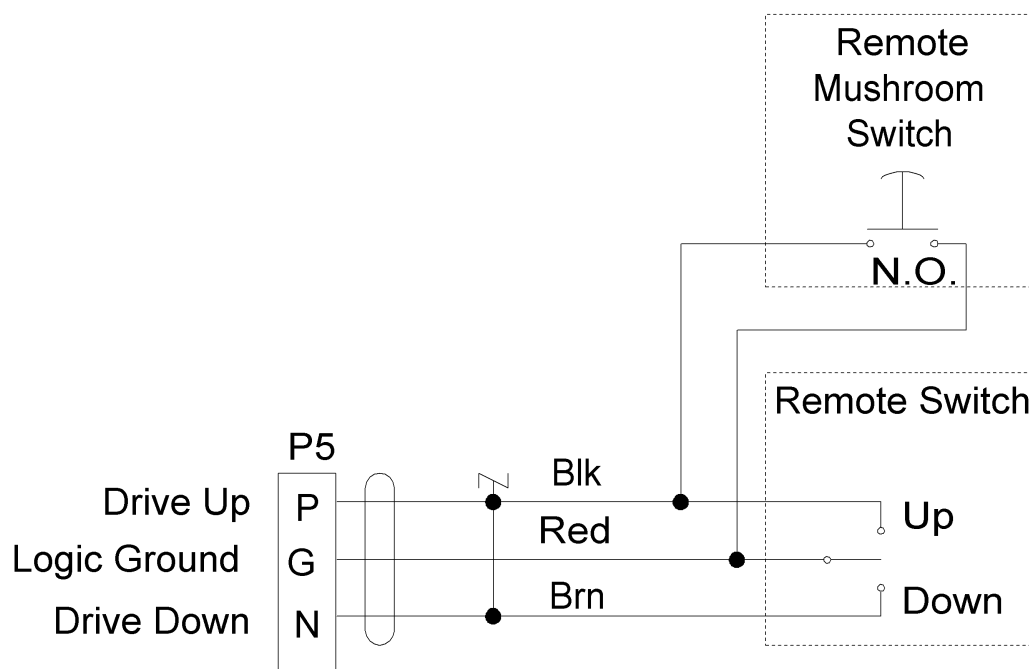 Remote
Mushroom
Switch
N.O.
Remote Switch
P5
Blk
Drive Up
P
Up
Red
Logic Ground
G
Brn
Down
Drive Down
N